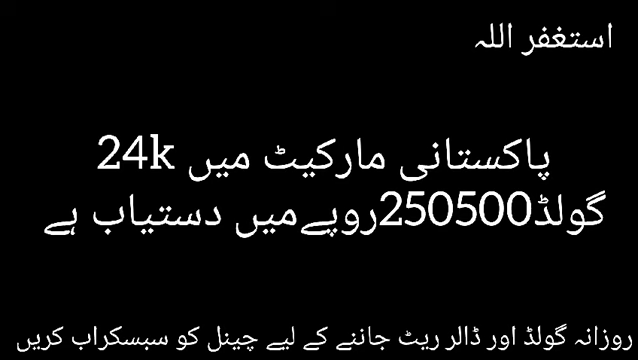 استغفر اللہ
پاکستانی مارکیٹ میں 24k
گولڈ250500روپےمیں دستیاب ہے
روزانہ گولڈ اور ڈالر ریٹ جاننے کے لیے چینل کو سبسکراب کریں